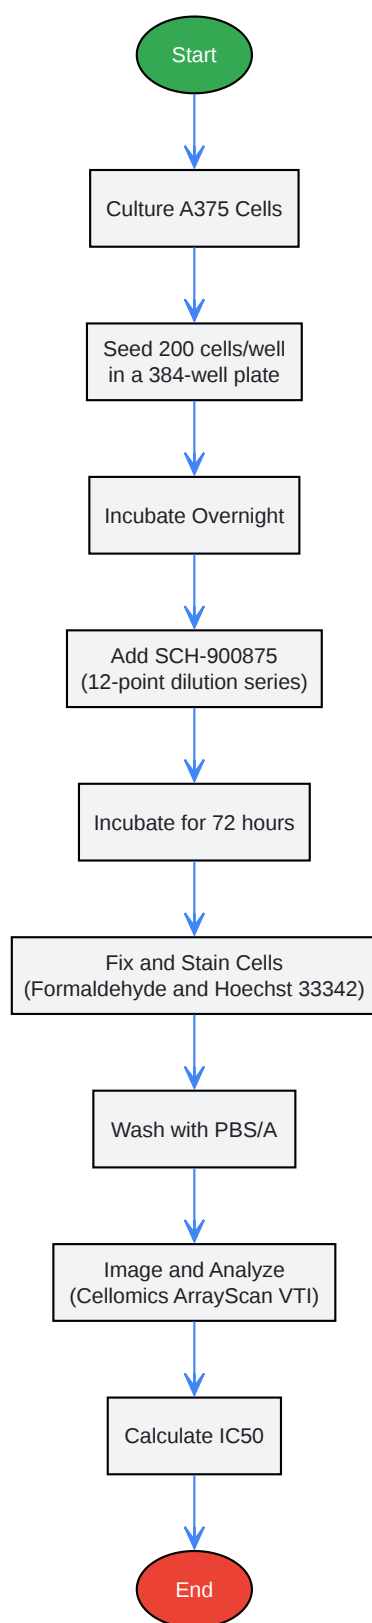 Start
Culture A375 Cells
Seed 200 cells/well
in a 384-well plate
Incubate Overnight
Add SCH-900875
(12-point dilution series)
Incubate for 72 hours
Fix and Stain Cells
(Formaldehyde and Hoechst 33342)
Wash with PBS/A
Image and Analyze
(Cellomics ArrayScan VTI)
Calculate IC50
End